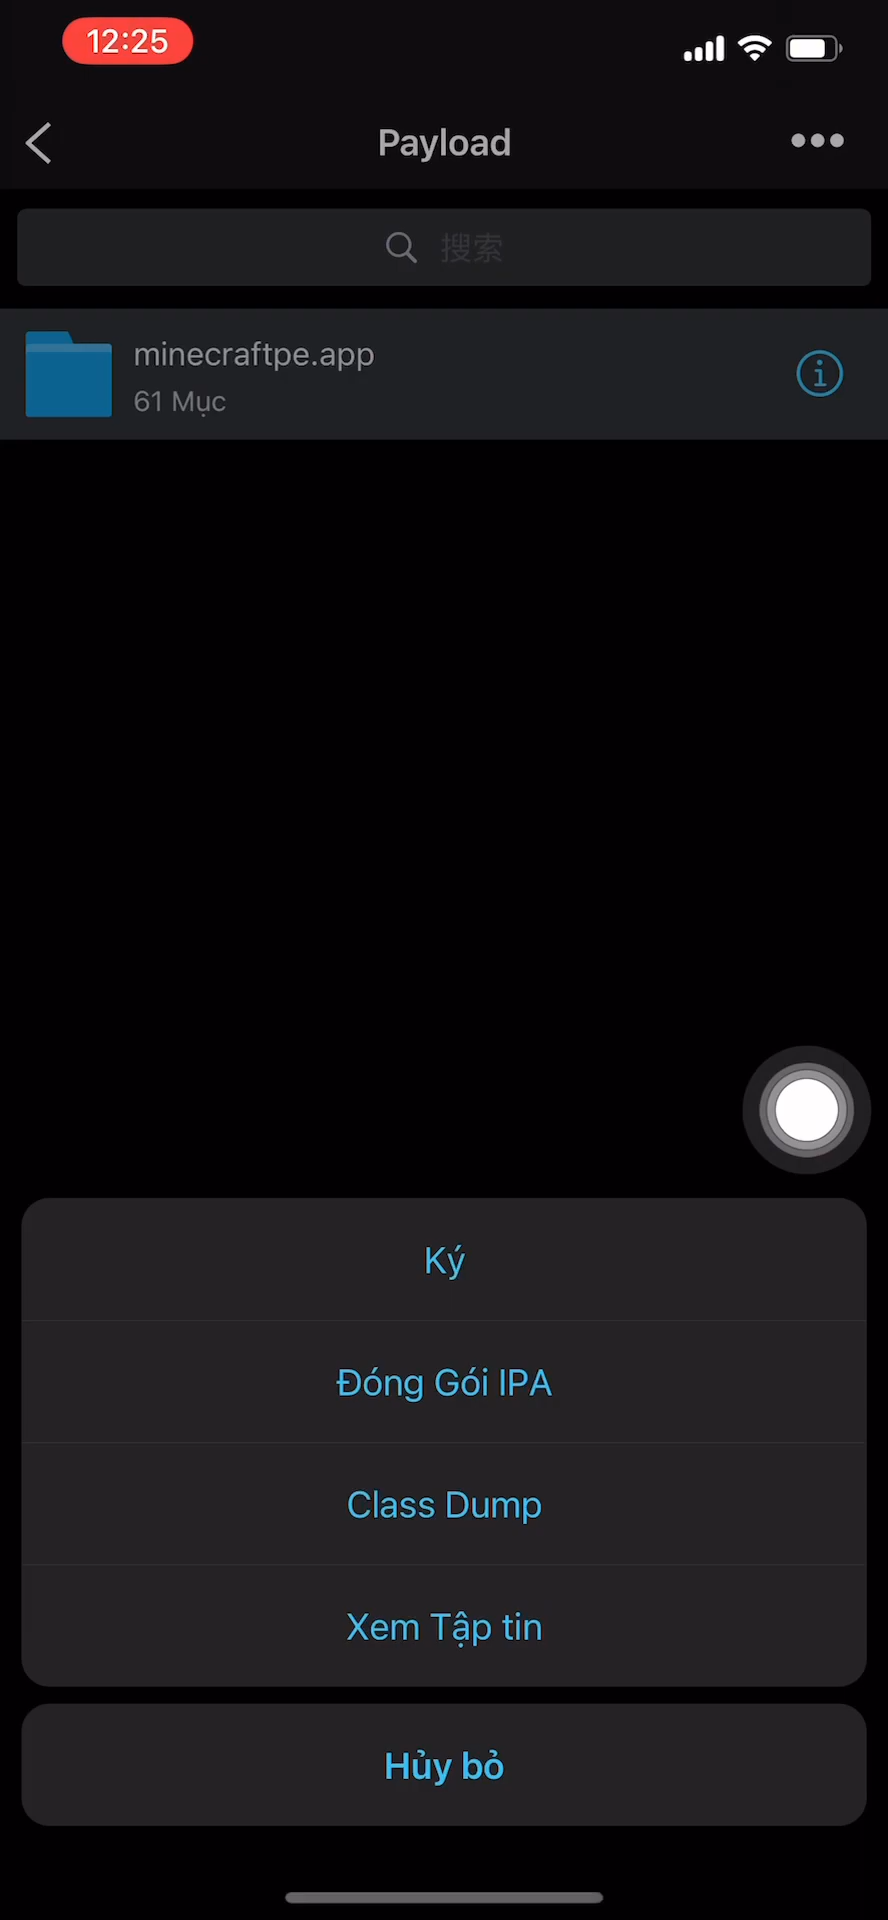 12:25
Payload
搜索
minecraftpe.app
61 Mục
Ký
Đóng Gói IPA
Class Dump
Xem Tập tin
Hủy bỏ